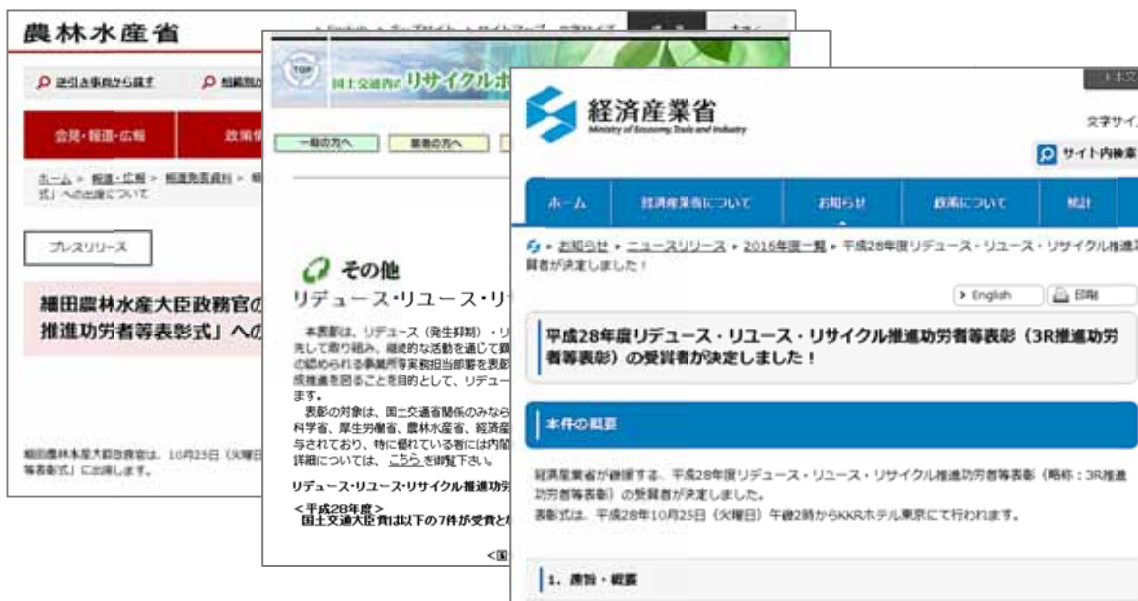 農林水産省
逆引き事典から探す
会見・報道・広報
ホーム > 報道・広報 > 報道発表資料 >
式」への出席について
プレスリリース
細田農林水産大臣政務官の
推進功労者等表彰式」への
細田農林水産大臣政務官は、10月25日(火曜日
等表彰式」に出席します。
TOP
国土交通省のリサイクルホ
一般の方へ
業者の方へ
その他
リデュース・リユース・リ
本表彰は、リデュース(発生抑制)・リ
先して取り組み、継続的な活動を通じて顕
の認められる事業所等実務担当部署を表彰
成推進を図ることを目的として、リデュー
ます。
表彰の対象は、国土交通省関係のみなら
科学省、厚生労働省、農林水産省、経済産
与されており、特に優れている者には内閣
詳細については、こちらを御覧下さい。
リデュース・リユース・リサイクル推進功労
<平成28年度>
国土交通大臣賞は以下の7件が受賞とな
<国
経済産業省
Ministry of Economy, Trade and Industry
文字サイ
サイト内検索
ホーム
経済産業省について
お知らせ
政策について
統計
お知らせ
ニュースリリース
2016年度一覧
平成28年度リデュース・リユース・リサイクル推進功
賞者が決定しました!
English
印刷
平成28年度リデュース・リユース・リサイクル推進功労者等表彰(3R推進功労
者等表彰)の受賞者が決定しました!
本件の概要
経済産業省が後援する、平成28年度リデュース・リユース・リサイクル推進功労者等表彰(略称:3R推進
功労者等表彰)の受賞者が決定しました。
表彰式は、平成28年10月25日(火曜日)午後2時からKKRホテル東京にて行われます。
1. 趣旨・概要